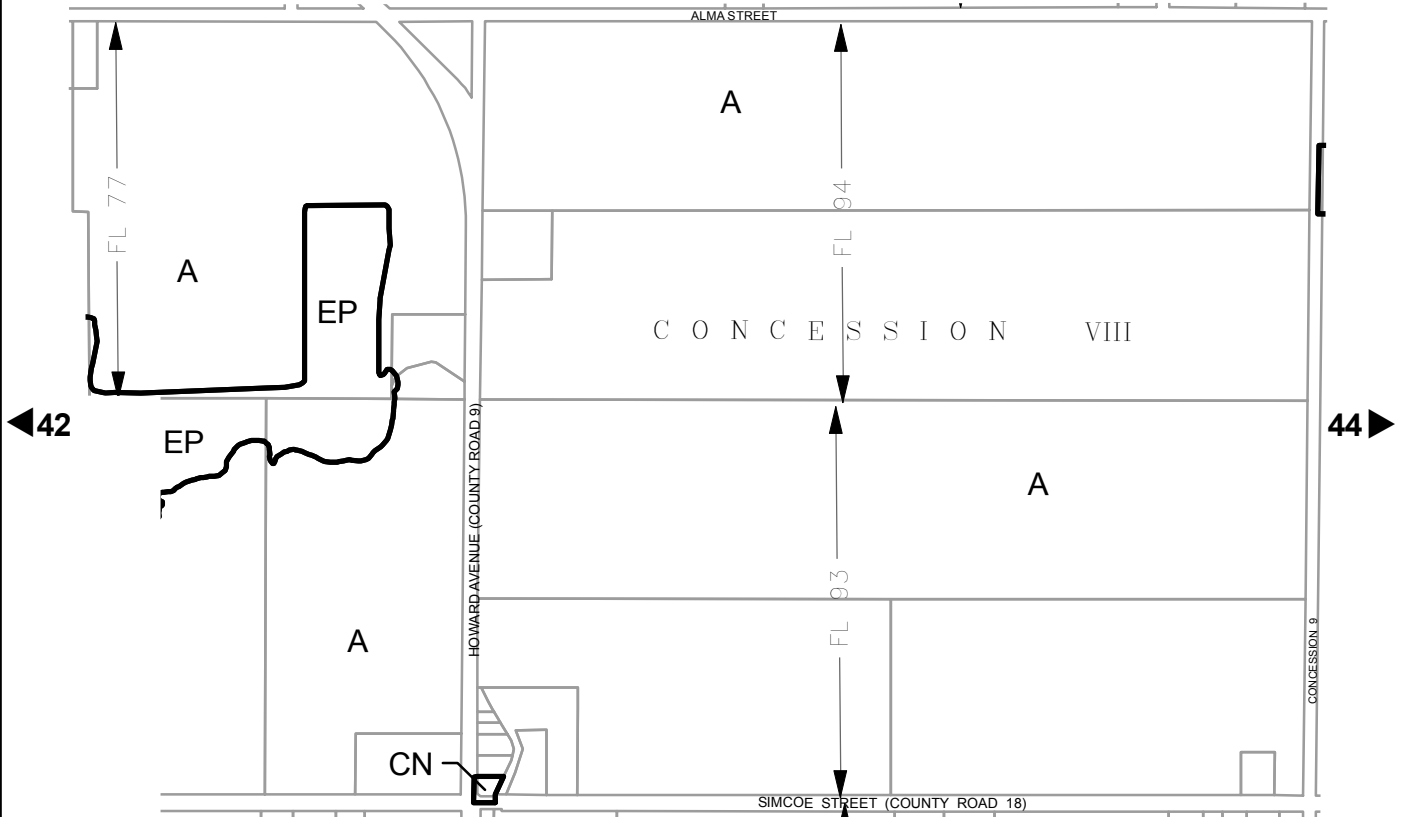 ALMA STREET
A
FL 77
FL 94
A
EP
CONCESSION VIII
42
44
EP
HOWARD AVENUE (COUNTY ROAD 9)
A
FL 93
A
CONCESSION 9
CN
SIMCOE STREET (COUNTY ROAD 18)